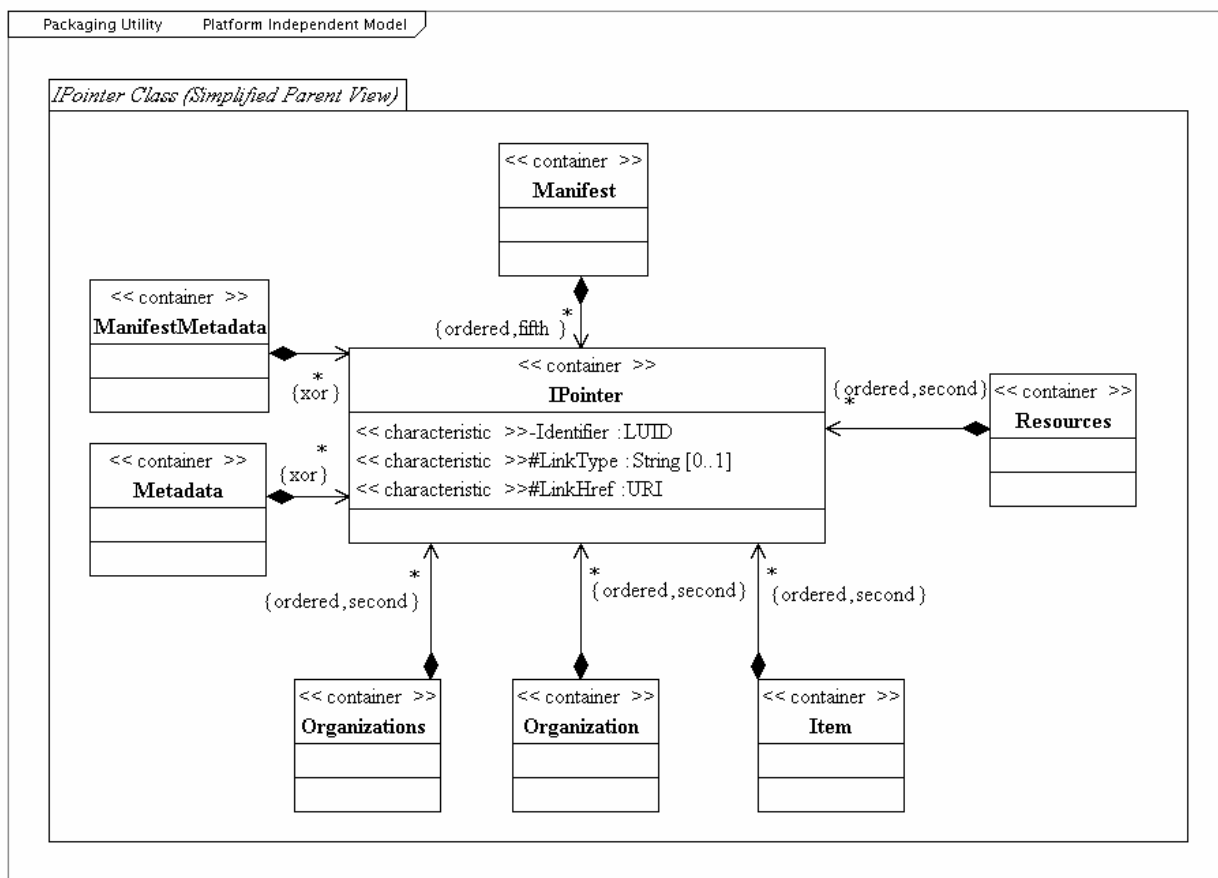 Packaging Utility Platform Independent Model
IPointer Class (Simplified Parent View)
<< container >>
Manifest
*
{ordered,fifth }
<< container >>
ManifestMetadata
*
{xor}
<< container >>
IPointer
<< characteristic >>-Identifier :LUID
<< characteristic >>#LinkType :String [0..1]
<< characteristic >>#LinkHref :URI
{ordered,second}
*
<< container >>
Resources
<< container >>
Metadata
*
{xor}
*
{ordered,second}
*
{ordered,second}
*
{ordered,second}
<< container >>
Organizations
<< container >>
Organization
<< container >>
Item